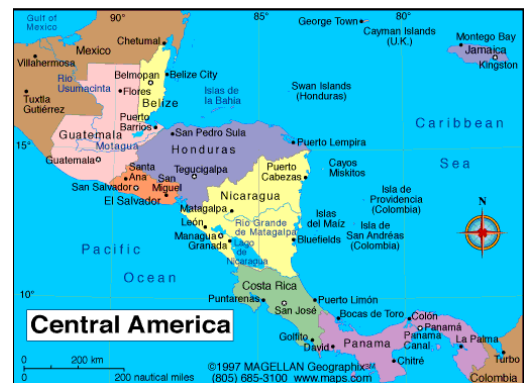 90°
85°
80°
Gulf of
Mexico
Mexico
Chetumal
George Town
Cayman Islands
(U.K.)
Montego Bay
Jamaica
Kingston
Villahermosa
Rio
Usumacinta
Belmopan
Belize City
Flores
Belize
Tuxtla
Gutiérrez
Islas de
la Bahía
Swan Islands
(Honduras)
Puerto
Barrios
San Pedro Sula
Caribbean
Sea
Guatemala
Motagua
Honduras
Puerto Lempira
15°
Guatemala
Santa
Ana
Tegucigalpa
Puerto
Cabezas
Cayos
Miskitos
San Salvador
San
Miguel
El Salvador
Nicaragua
Isla de
Providencia
(Colombia)
Matagalpa
León
Rio Grande
de Matagalpa
Islas
del Maíz
Isla de
San Andréas
(Colombia)
N
Managua
Granada
Lago
de
Nicaragua
Bluefields
Pacific
Ocean
Costa Rica
10°
Puntarenas
San José
Puerto Limón
Bocas de Toro
Colón
Panamá
Panama
Canal
Central America
Golfito
David
Panama
La Palma
Chitré
Turbo
Colombia
0
200 km
0
200 nautical miles
©1997 MAGELLAN Geographix℠
(805) 685-3100 www.maps.com